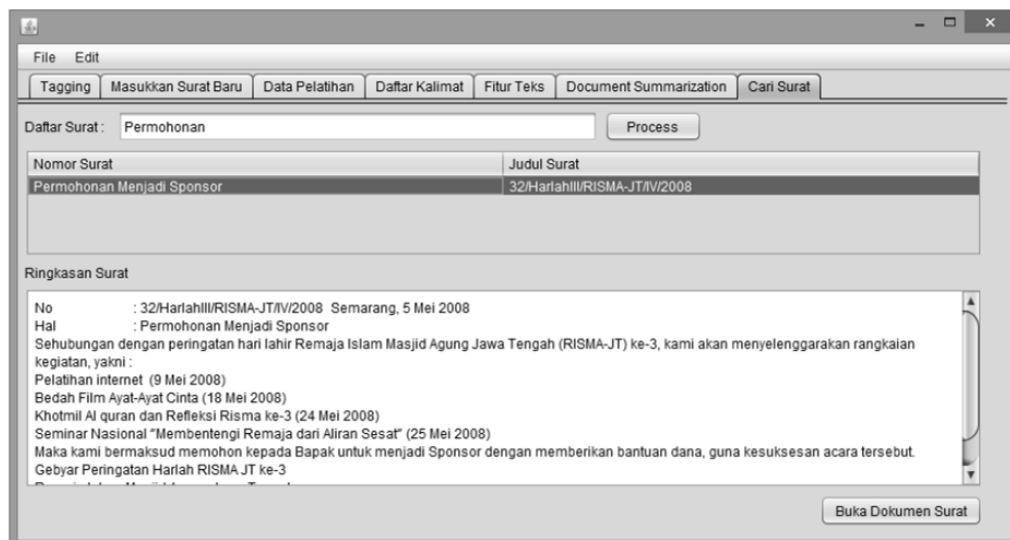 File Edit
Tagging Masukkan Surat Baru Data Pelatihan Daftar Kalimat Fitur Teks Document Summarization Cari Surat
Daftar Surat : Permohonan Process
Nomor Surat Judul Surat
Permohonan Menjadi Sponsor 32/HarlahIII/RISMA-JT/IV/2008
Ringkasan Surat
No : 32/HarlahIII/RISMA-JT/IV/2008 Semarang, 5 Mei 2008
Hal : Permohonan Menjadi Sponsor
Sehubungan dengan peringatan hari lahir Remaja Islam Masjid Agung Jawa Tengah (RISMA-JT) ke-3, kami akan menyelenggarakan rangkaian
kegiatan, yakni :
Pelatihan internet (9 Mei 2008)
Bedah Film Ayat-Ayat Cinta (18 Mei 2008)
Khotmil Al quran dan Refleksi Risma ke-3 (24 Mei 2008)
Seminar Nasional "Membentengi Remaja dari Aliran Sesat" (25 Mei 2008)
Maka kami bermaksud memohon kepada Bapak untuk menjadi Sponsor dengan memberikan bantuan dana, guna kesuksesan acara tersebut.
Gebyar Peringatan Harlah RISMA JT ke-3
Buka Dokumen Surat